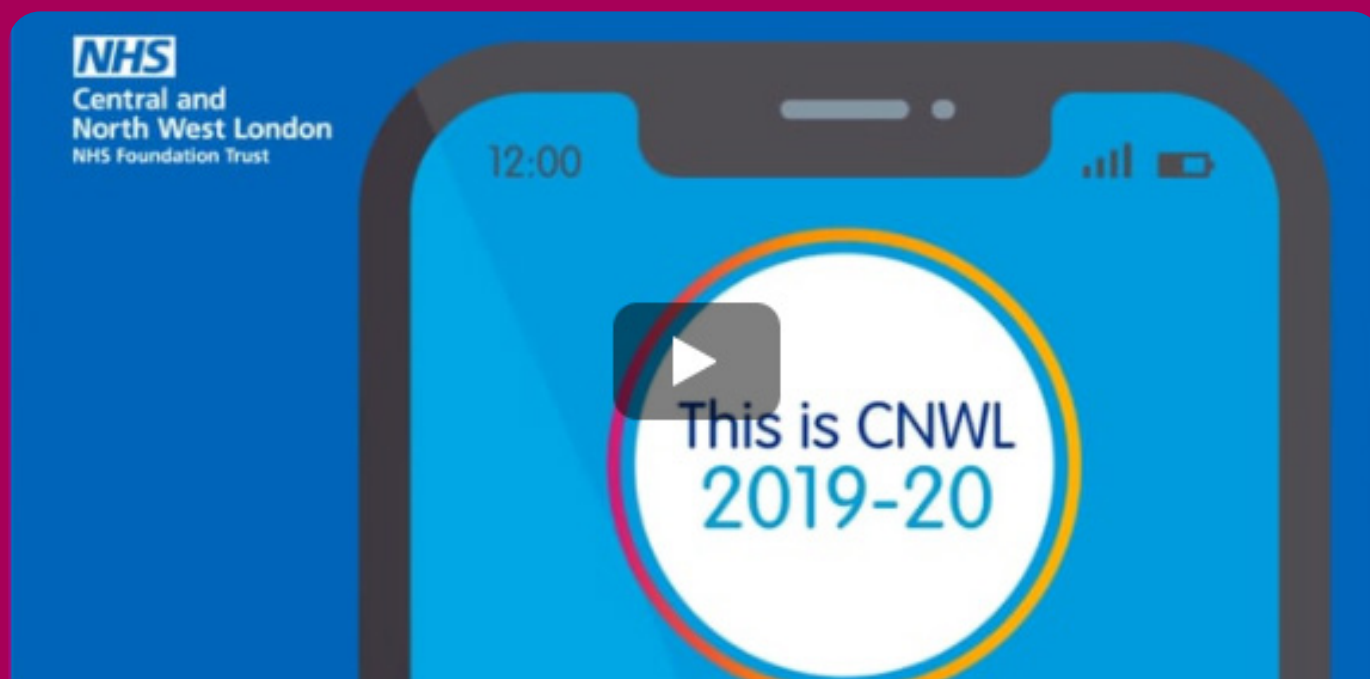 NHS
Central and
North West London
NHS Foundation Trust
12:00
This is CNWL
2019-20